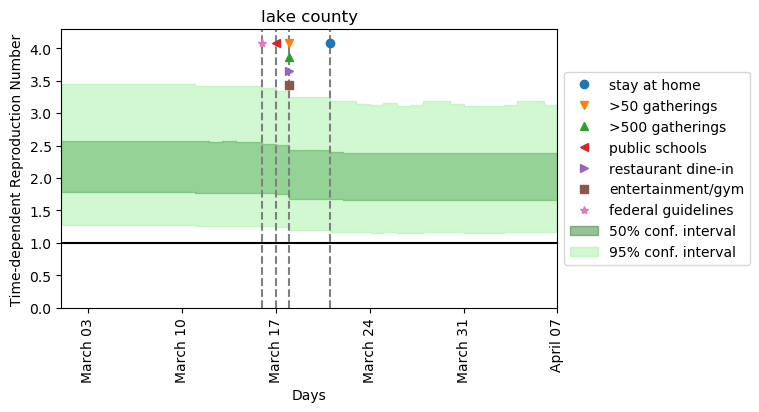 lake county
Time-dependent Reproduction Number
4.0
3.5
3.0
2.5
2.0
1.5
1.0
0.5
0.0
March 03
March 10
March 17
March 24
March 31
April 07
Days
stay at home
>50 gatherings
>500 gatherings
public schools
restaurant dine-in
entertainment/gym
federal guidelines
50% conf. interval
95% conf. interval